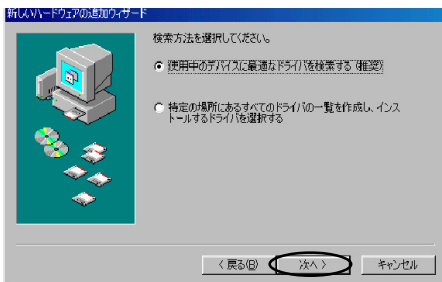 新しいハードウェアの追加ウィザード
検索方法を選択してください。
使用中のデバイスに最適なドライバを検索する (推奨)
特定の場所にあるすべてのドライバの一覧を作成し、インス
トールするドライバを選択する
< 戻る(B)
次へ >
キャンセル